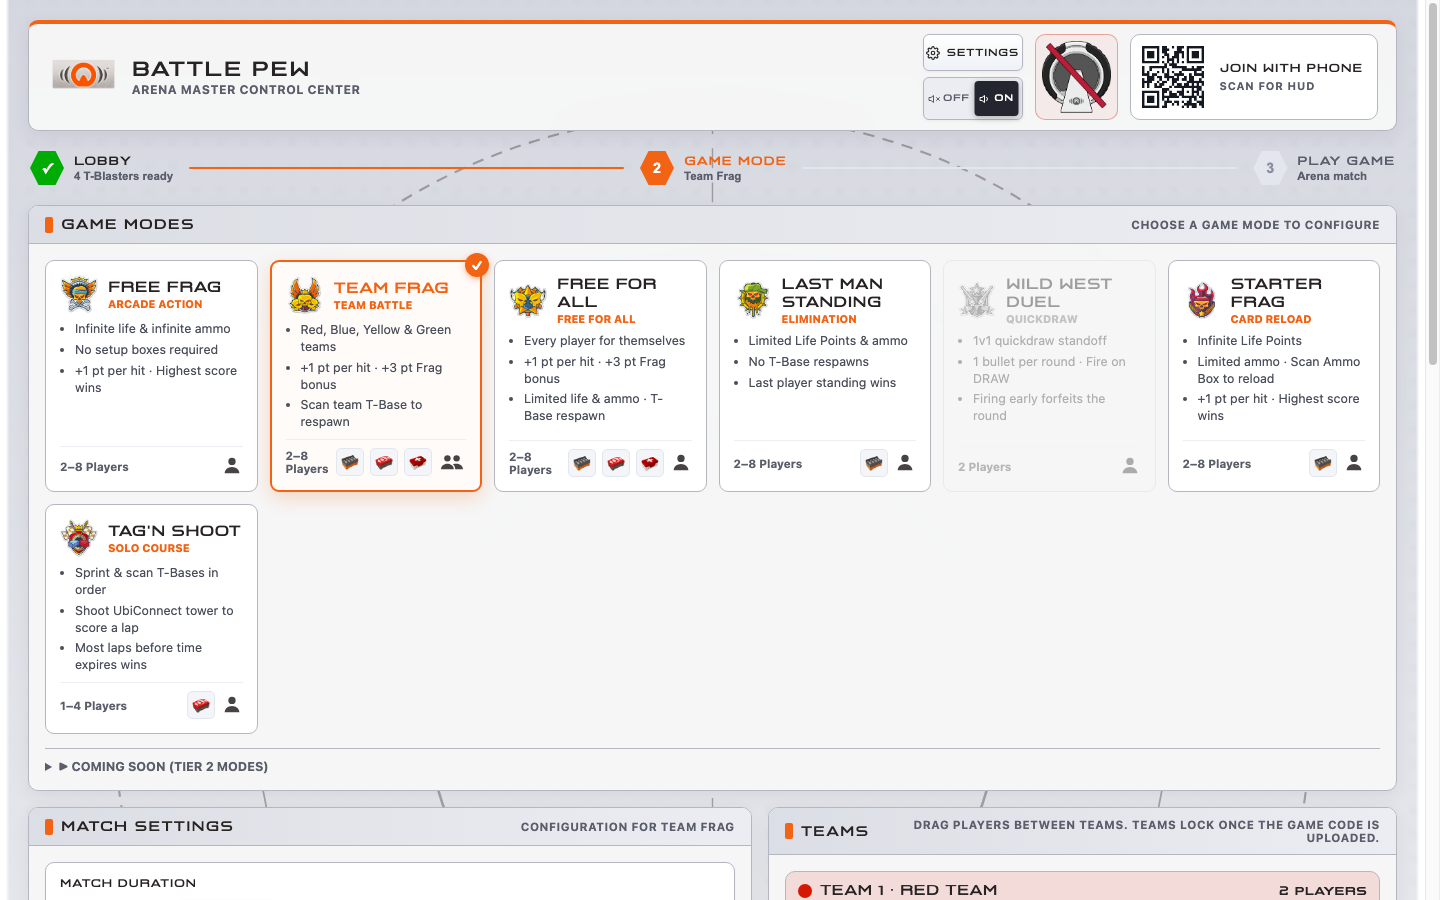 BATTLE PEW
ARENA MASTER CONTROL CENTER
SETTINGS
OFF
ON
JOIN WITH PHONE
SCAN FOR HUD
LOBBY
4 T-Blasters ready
2
GAME MODE
Team Frag
3
PLAY GAME
Arena match
GAME MODES
CHOOSE A GAME MODE TO CONFIGURE
FREE FRAG
ARCADE ACTION
• Infinite life & infinite ammo
• No setup boxes required
• +1 pt per hit · Highest score
wins
2–8 Players
TEAM FRAG
TEAM BATTLE
• Red, Blue, Yellow & Green
teams
• +1 pt per hit · +3 pt Frag
bonus
• Scan team T-Base to
respawn
2–8
Players
FREE FOR
ALL
FREE FOR ALL
• Every player for themselves
• +1 pt per hit · +3 pt Frag
bonus
• Limited life & ammo · T-
Base respawn
2–8
Players
LAST MAN
STANDING
ELIMINATION
• Limited Life Points & ammo
• No T-Base respawns
• Last player standing wins
2–8 Players
WILD WEST
DUEL
QUICKDRAW
• 1v1 quickdraw standoff
• 1 bullet per round · Fire on
DRAW
• Firing early forfeits the
round
2 Players
STARTER
FRAG
CARD RELOAD
• Infinite Life Points
• Limited ammo · Scan Ammo
Box to reload
• +1 pt per hit · Highest score
wins
2–8 Players
TAG'N SHOOT
SOLO COURSE
• Sprint & scan T-Bases in
order
• Shoot UbiConnect tower to
score a lap
• Most laps before time
expires wins
1–4 Players
COMING SOON (TIER 2 MODES)
MATCH SETTINGS
CONFIGURATION FOR TEAM FRAG
MATCH DURATION
TEAMS
DRAG PLAYERS BETWEEN TEAMS. TEAMS LOCK ONCE THE GAME CODE IS
UPLOADED.
TEAM 1 · RED TEAM
2 PLAYERS